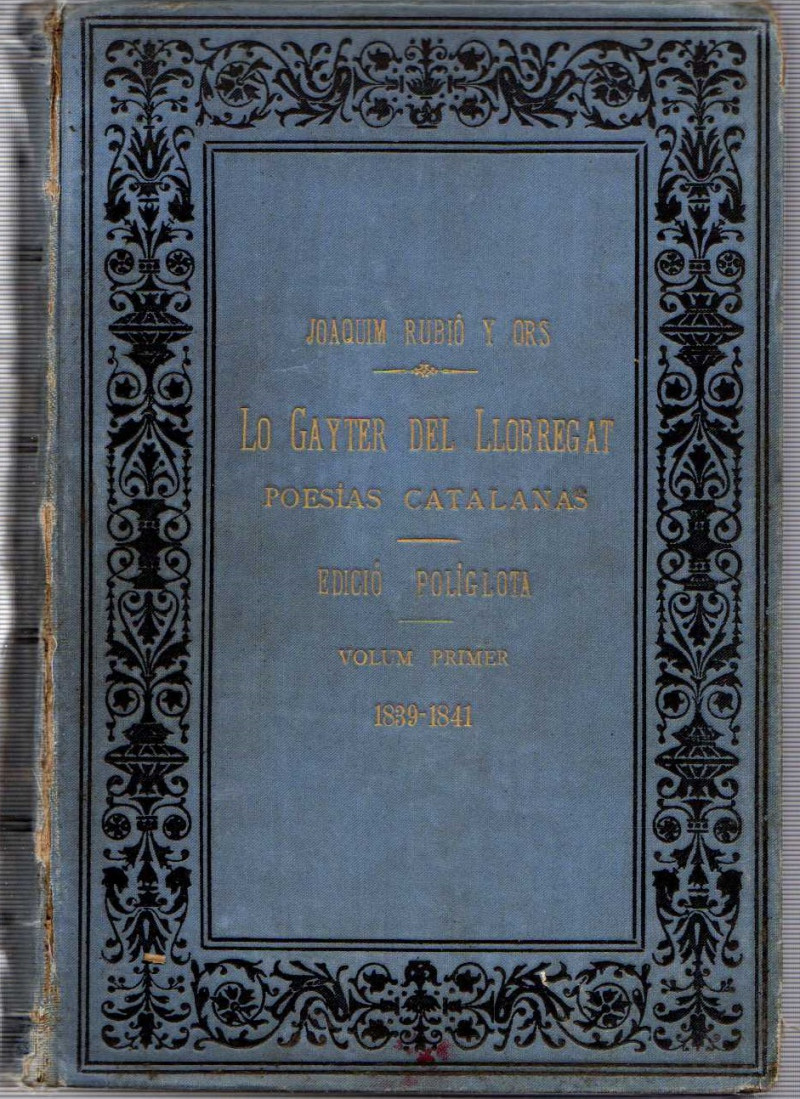 JOAQUIM RUBIÓ Y ORS
LO GAYTER DEL LLOBREGAT
POESÍAS CATALANAS
EDICIÓ POLÍGLOTA
VOLUM PRIMER
1839-1841